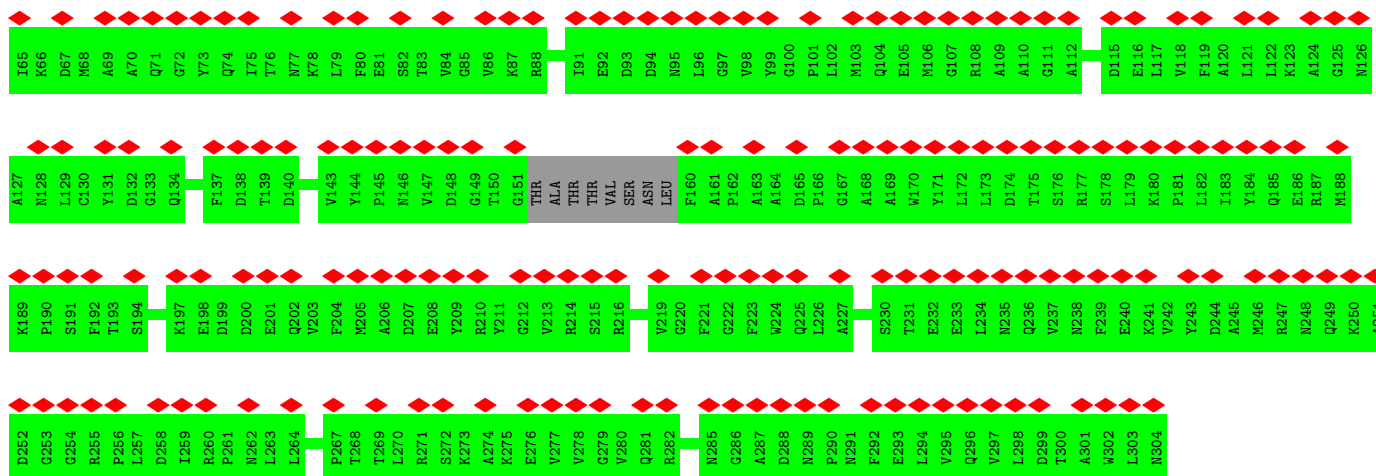 I65 K66 D67 M68 A69 A70 Q71 G72 Y73 Q74 I75 T76 N77 K78 L79 F80 E81 S82 T83 V84 G85 V86 K87 R88 I91 E92 D93 D94 N95 L96 G97 V98 Y99 G100 P101 L102 M103 Q104 E105 M106 G107 R108 A109 A110 G111 A112 D115 E116 L117 V118 F119 A120 L121 L122 K123 A124 G125 N126
A127 N128 L129 C130 Y131 D132 G133 Q134 F137 D138 T139 D140 V143 Y144 P145 N146 V147 D148 G149 T150 G151 THR ALA THR THR VAL SER ASN LEU F160 A161 P162 A163 A164 D165 P166 G167 A168 A169 W170 Y171 L172 L173 D174 T175 S176 R177 S178 L179 K180 P181 L182 I183 Y184 Q185 E186 R187 M188
K189 P190 S191 F192 T193 S194 K197 E198 D199 D200 E201 Q202 V203 F204 M205 A206 D207 E208 Y209 R210 Y211 G212 V213 R214 S215 R216 V219 G220 F221 G222 F223 W224 Q225 L226 A227 S230 T231 E232 E233 L234 N235 Q236 V237 N238 F239 E240 K241 V242 Y243 D244 A245 M246 R247 N248 Q249 K250 A251
D252 G253 G254 R255 P256 L257 D258 I259 R260 P261 N262 L263 L264 P267 T268 T269 L270 R271 S272 K273 A274 K275 E276 V277 V278 G279 V280 Q281 R282 N285 G286 A287 D288 N289 P290 N291 F292 E293 L294 V295 Q296 V297 L298 D299 T300 A301 W302 L303 N304